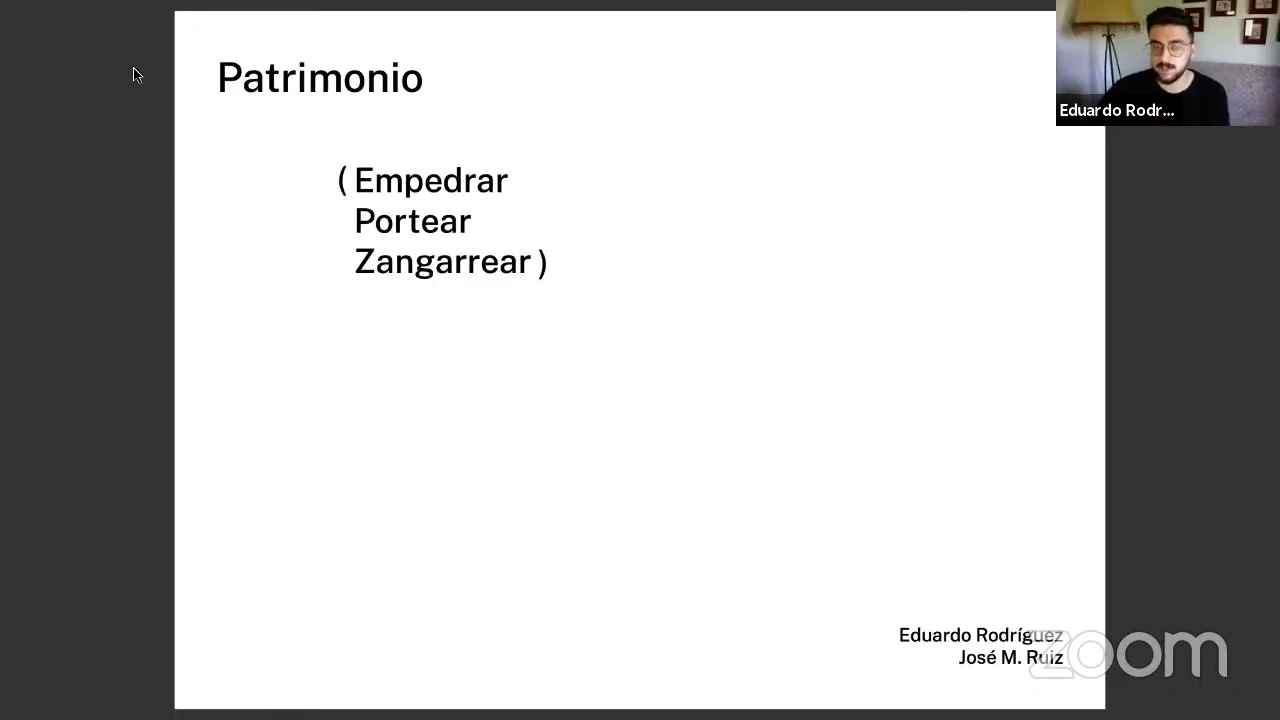 Patrimonio
Eduardo Rodr...
( Empedrar
Portear
Zangarrear )
Eduardo Rodríguez
José M. Ruiz
zoom